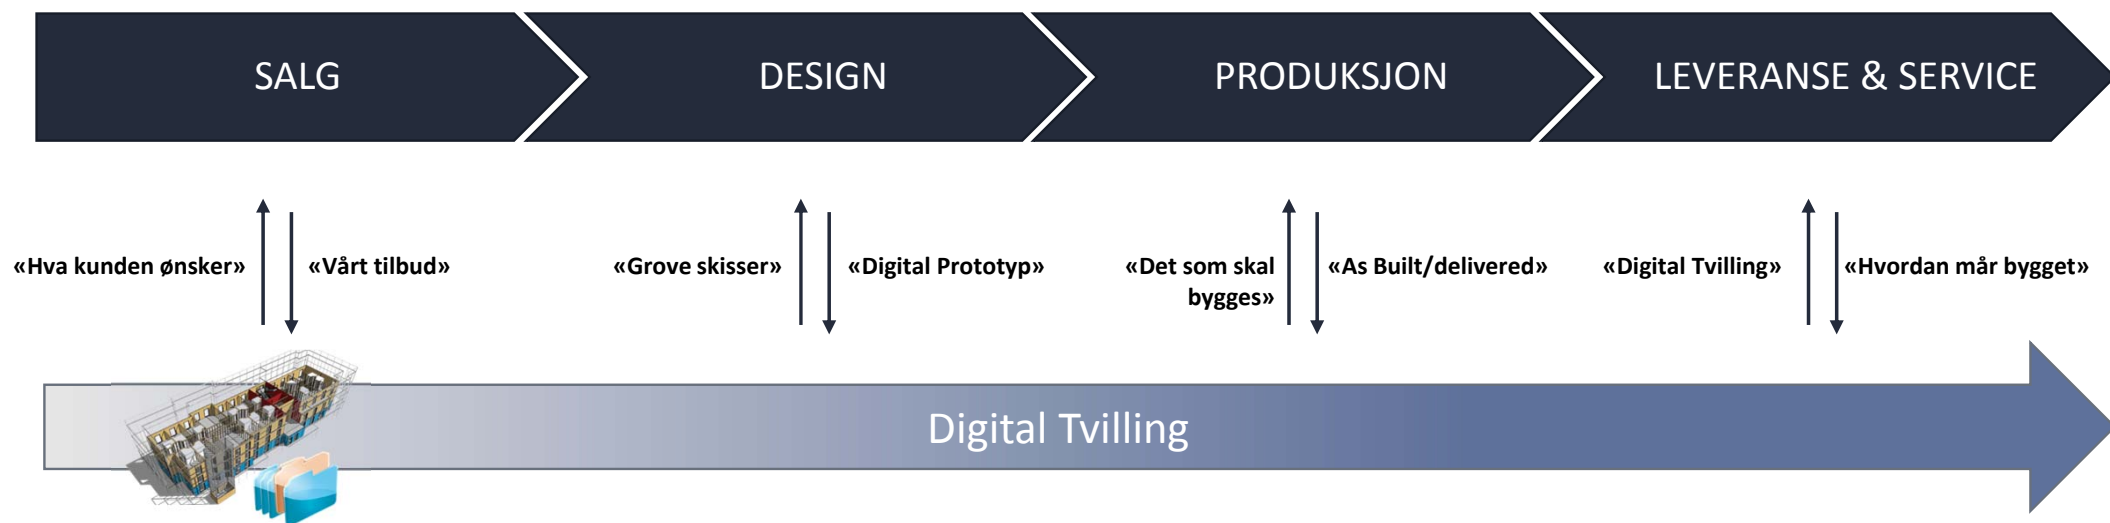 SALG
DESIGN
PRODUKSJON
LEVERANSE & SERVICE
«Hva kunden ønsker»
«Vårt tilbud»
«Grove skisser»
«Digital Prototyp»
«Det som skal
bygges»
«As Built/delivered»
«Digital Tvilling»
«Hvordan mår bygget»
Digital Tvilling